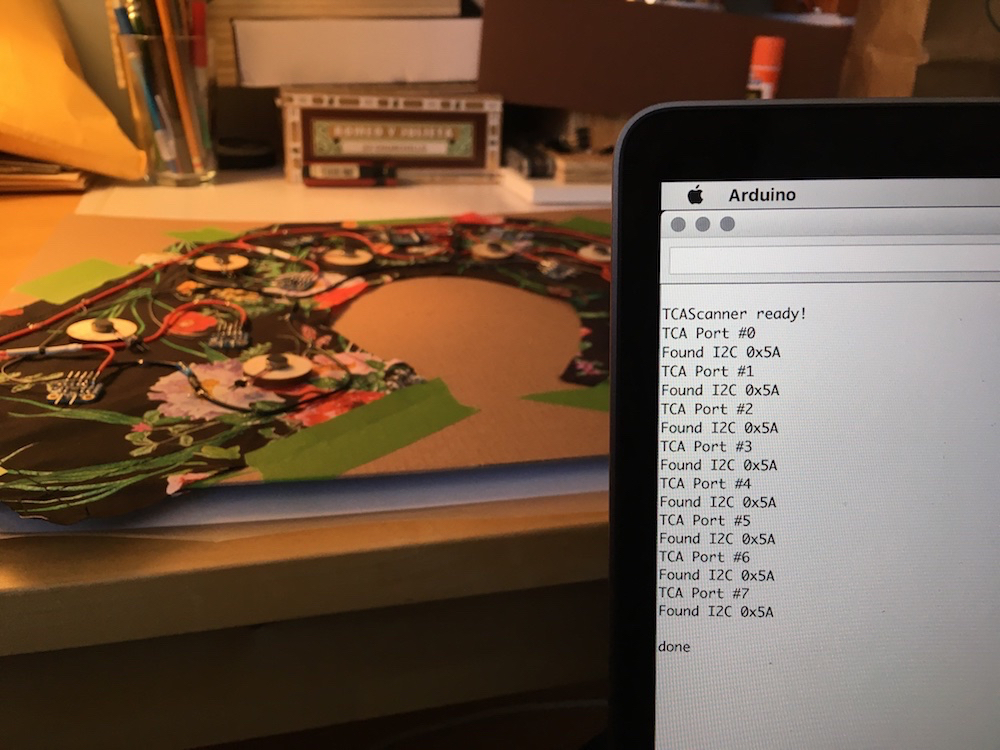 ROMEO Y JULIETA
Arduino
TCAScanner ready!
TCA Port #0
Found I2C 0x5A
TCA Port #1
Found I2C 0x5A
TCA Port #2
Found I2C 0x5A
TCA Port #3
Found I2C 0x5A
TCA Port #4
Found I2C 0x5A
TCA Port #5
Found I2C 0x5A
TCA Port #6
Found I2C 0x5A
TCA Port #7
Found I2C 0x5A
done